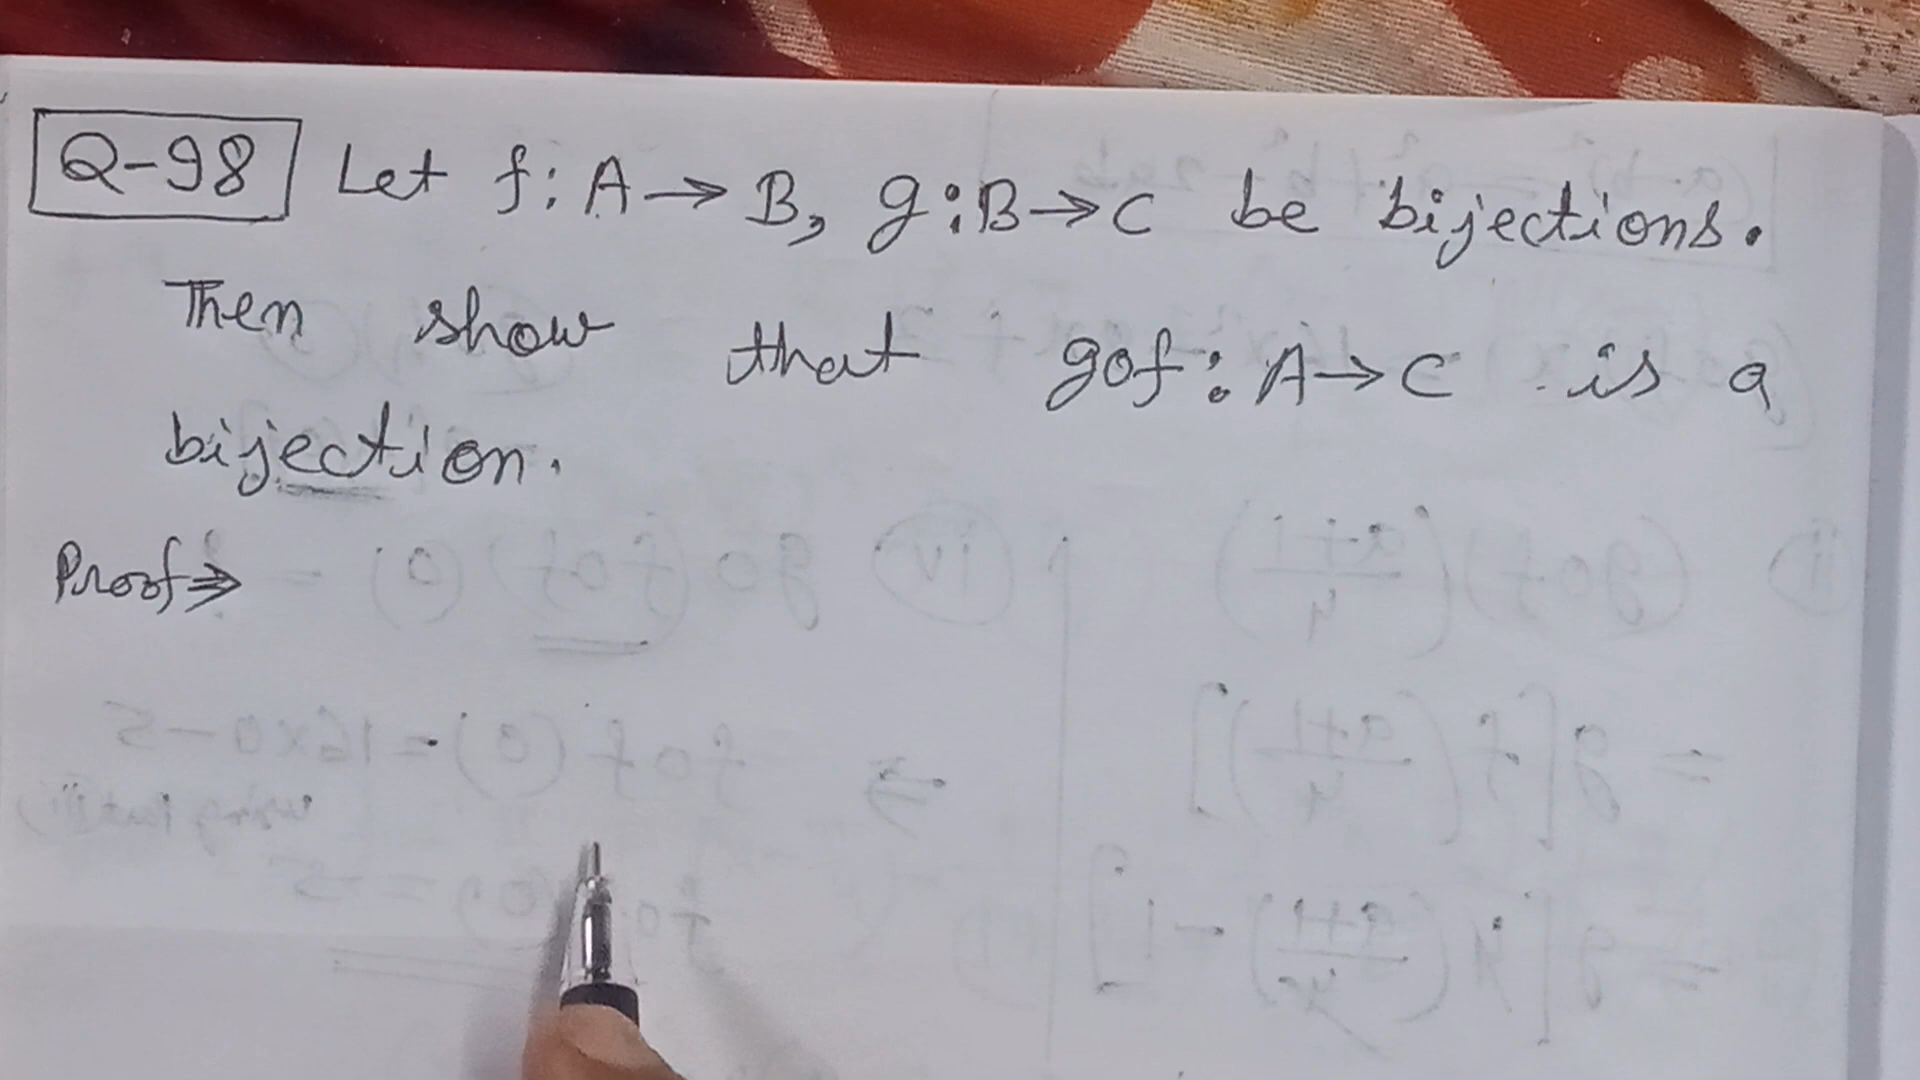 Q-98 Let f: A→B, g:B→C be bijections.
Then show that gof: A→C is a
bijection.
Proof⇒